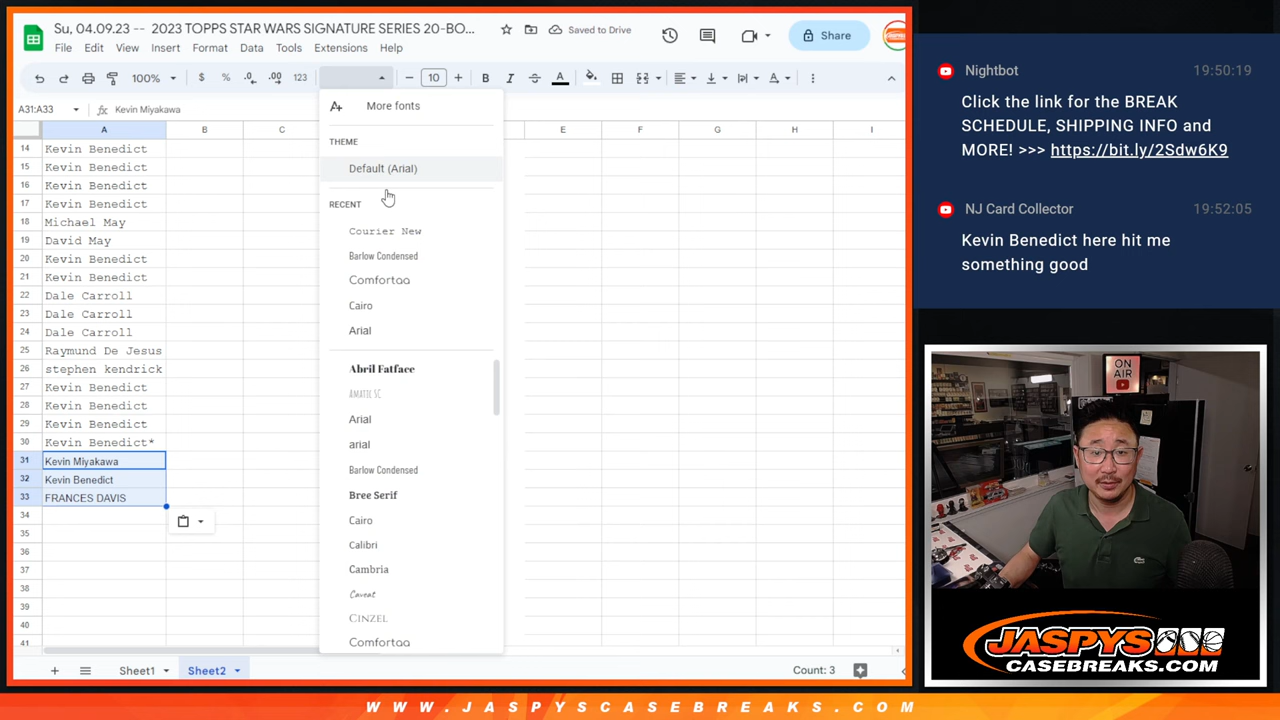 Su, 04.09.23 -- 2023 TOPPS STAR WARS SIGNATURE SERIES 20-BO...
Saved to Drive
Share
File Edit View Insert Format Data Tools Extensions Help
100% $ % .0 .00 123 10 B I A
A31:A33 fx Kevin Miyakawa
A B C E F G H I
14 Kevin Benedict
15 Kevin Benedict
16 Kevin Benedict
17 Kevin Benedict
18 Michael May
19 David May
20 Kevin Benedict
21 Kevin Benedict
22 Dale Carroll
23 Dale Carroll
24 Dale Carroll
25 Raymund De Jesus
26 stephen kendrick
27 Kevin Benedict
28 Kevin Benedict
29 Kevin Benedict
30 Kevin Benedict*
31 Kevin Miyakawa
32 Kevin Benedict
33 FRANCES DAVIS
34
35
36
37
38
39
40
41
More fonts
THEME
Default (Arial)
RECENT
Courier New
Barlow Condensed
Comfortaa
Cairo
Arial
Abril Fatface
Amatic SC
Arial
arial
Barlow Condensed
Bree Serif
Cairo
Calibri
Cambria
Caveat
CINZEL
Comfortaa
Sheet1 Sheet2
Count: 3
Nightbot 19:50:19
Click the link for the BREAK
SCHEDULE, SHIPPING INFO and
MORE! >>> https://bit.ly/2Sdw6K9
NJ Card Collector 19:52:05
Kevin Benedict here hit me
something good
ON
AIR
JASPYS
CASEBREAKS.COM
WWW.JASPYSCASEBREAKS.COM